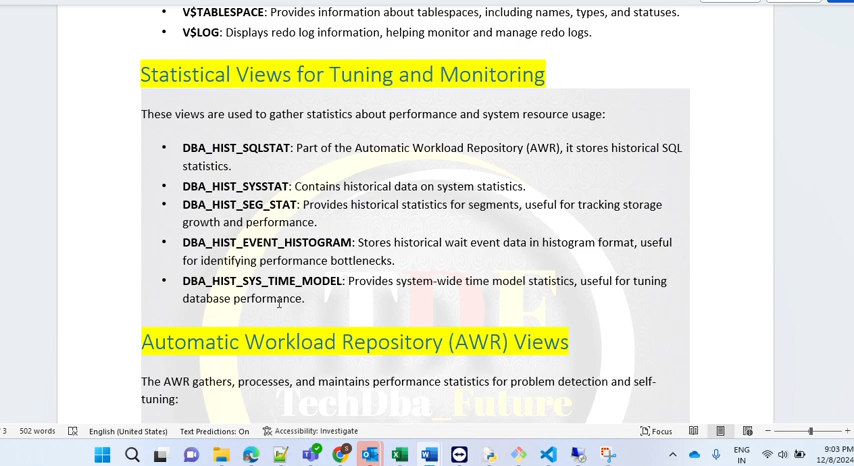 V$TABLESPACE: Provides information about tablespaces, including names, types, and statuses.
V$LOG: Displays redo log information, helping monitor and manage redo logs.
Statistical Views for Tuning and Monitoring
These views are used to gather statistics about performance and system resource usage:
DBA_HIST_SQLSTAT: Part of the Automatic Workload Repository (AWR), it stores historical SQL
statistics.
DBA_HIST_SYSSTAT: Contains historical data on system statistics.
DBA_HIST_SEG_STAT: Provides historical statistics for segments, useful for tracking storage
growth and performance.
DBA_HIST_EVENT_HISTOGRAM: Stores historical wait event data in histogram format, useful
for identifying performance bottlenecks.
DBA_HIST_SYS_TIME_MODEL: Provides system-wide time model statistics, useful for tuning
database performance.
TDF
Automatic Workload Repository (AWR) Views
The AWR gathers, processes, and maintains performance statistics for problem detection and self-
tuning:
TechDba_Future
3 502 words English (United States) Text Predictions: On Accessibility: Investigate Focus
ENG
IN
9:03 PM
12/8/2024